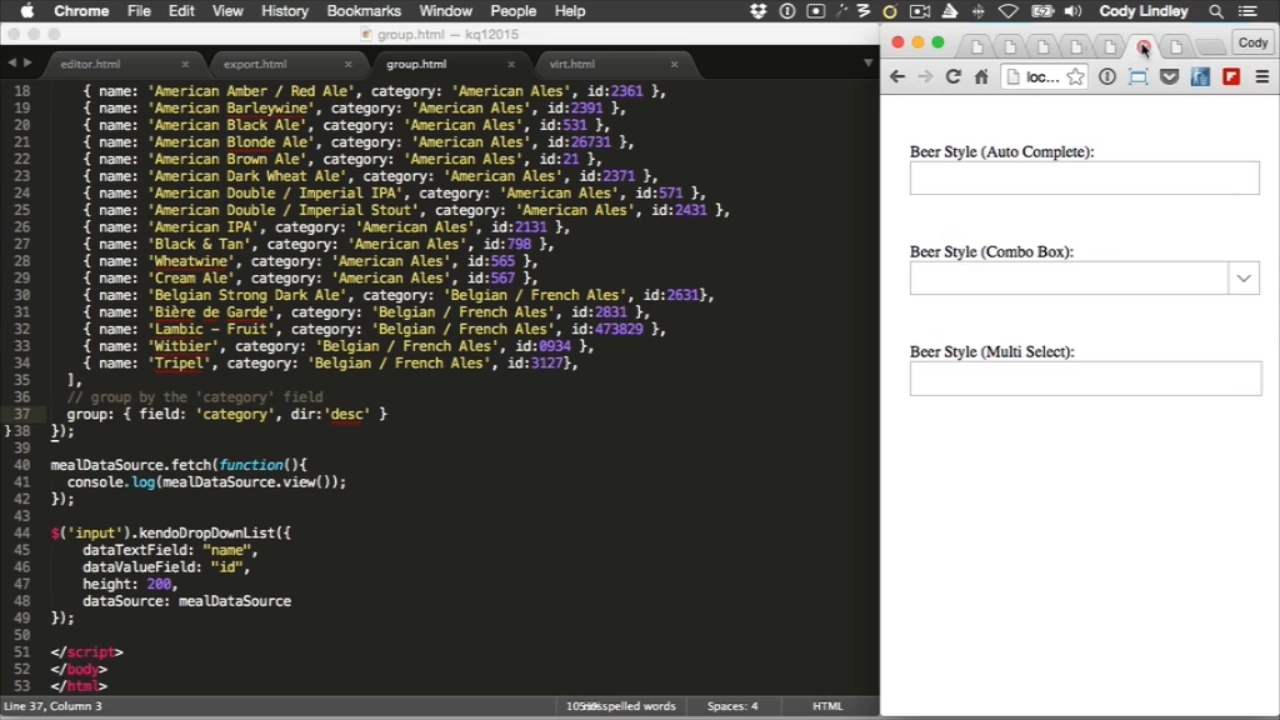 Chrome File Edit View History Bookmarks Window People Help Cody Lindley
group.html — kq12015
Cody
editor.html export.html group.html virt.html
loc...
18 { name: 'American Amber / Red Ale', category: 'American Ales', id:2361 },
19 { name: 'American Barleywine', category: 'American Ales', id:2391 },
20 { name: 'American Black Ale', category: 'American Ales', id:531 },
21 { name: 'American Blonde Ale', category: 'American Ales', id:26731 },
22 { name: 'American Brown Ale', category: 'American Ales', id:21 },
23 { name: 'American Dark Wheat Ale', category: 'American Ales', id:2371 },
24 { name: 'American Double / Imperial IPA', category: 'American Ales', id:571 },
25 { name: 'American Double / Imperial Stout', category: 'American Ales', id:2431 },
26 { name: 'American IPA', category: 'American Ales', id:2131 },
27 { name: 'Black & Tan', category: 'American Ales', id:798 },
28 { name: 'Wheatwine', category: 'American Ales', id:565 },
29 { name: 'Cream Ale', category: 'American Ales', id:567 },
30 { name: 'Belgian Strong Dark Ale', category: 'Belgian / French Ales', id:2631},
31 { name: 'Bière de Garde', category: 'Belgian / French Ales', id:2831 },
32 { name: 'Lambic - Fruit', category: 'Belgian / French Ales', id:473829 },
33 { name: 'Witbier', category: 'Belgian / French Ales', id:0934 },
34 { name: 'Tripel', category: 'Belgian / French Ales', id:3127},
35 ],
36 // group by the 'category' field
37 group: { field: 'category', dir:'desc' }
}38 });
39
40 mealDataSource.fetch(function(){
41 console.log(mealDataSource.view());
42 });
43
44 $('input').kendoDropDownList({
45 dataTextField: "name",
46 dataValueField: "id",
47 height: 200,
48 dataSource: mealDataSource
49 });
50
51 </script>
52 </body>
53 </html>
Line 37, Column 3 misspelled words Spaces: 4 HTML
Beer Style (Auto Complete):
Beer Style (Combo Box):
Beer Style (Multi Select):